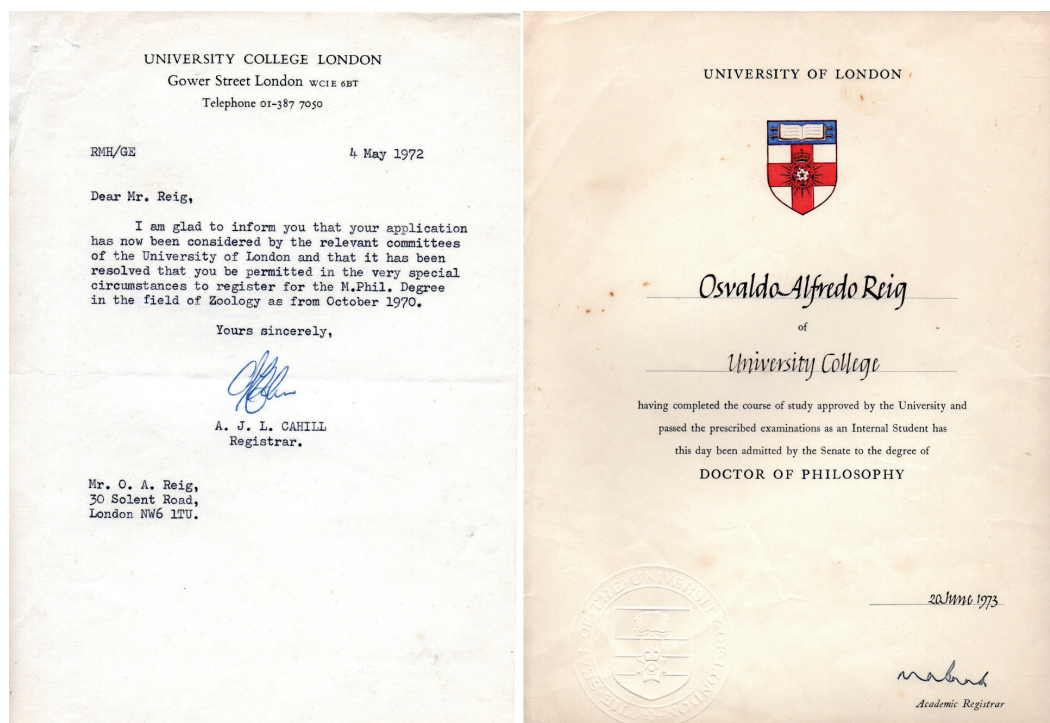 UNIVERSITY COLLEGE LONDON
Gower Street London WC1E 6BT
Telephone 01-387 7050
RMH/GE 4 May 1972
Dear Mr. Reig,
I am glad to inform you that your application
has now been considered by the relevant committees
of the University of London and that it has been
resolved that you be permitted in the very special
circumstances to register for the M.Phil. Degree
in the field of Zoology as from October 1970.
Yours sincerely,
A. J. L. CAHILL
Registrar.
Mr. O. A. Reig,
30 Solent Road,
London NW6 1TU.
UNIVERSITY OF LONDON
Osvaldo Alfredo Reig
of
University College
having completed the course of study approved by the University and
passed the prescribed examinations as an Internal Student has
this day been admitted by the Senate to the degree of
DOCTOR OF PHILOSOPHY
20 June 1973
Academic Registrar